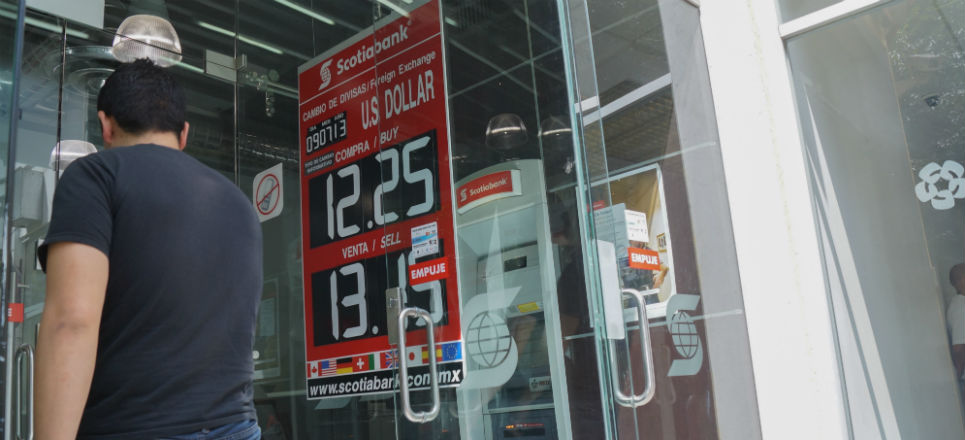 Scotiabank
CAMBIO DE DIVISAS/Foreign Exchange
U.S. DOLLAR
090713
COMPRA / BUY
12.25
VENTA / SELL
13.15
EMPUJE
www.scotiabank.com.mx
Scotiabank
EMPUJE